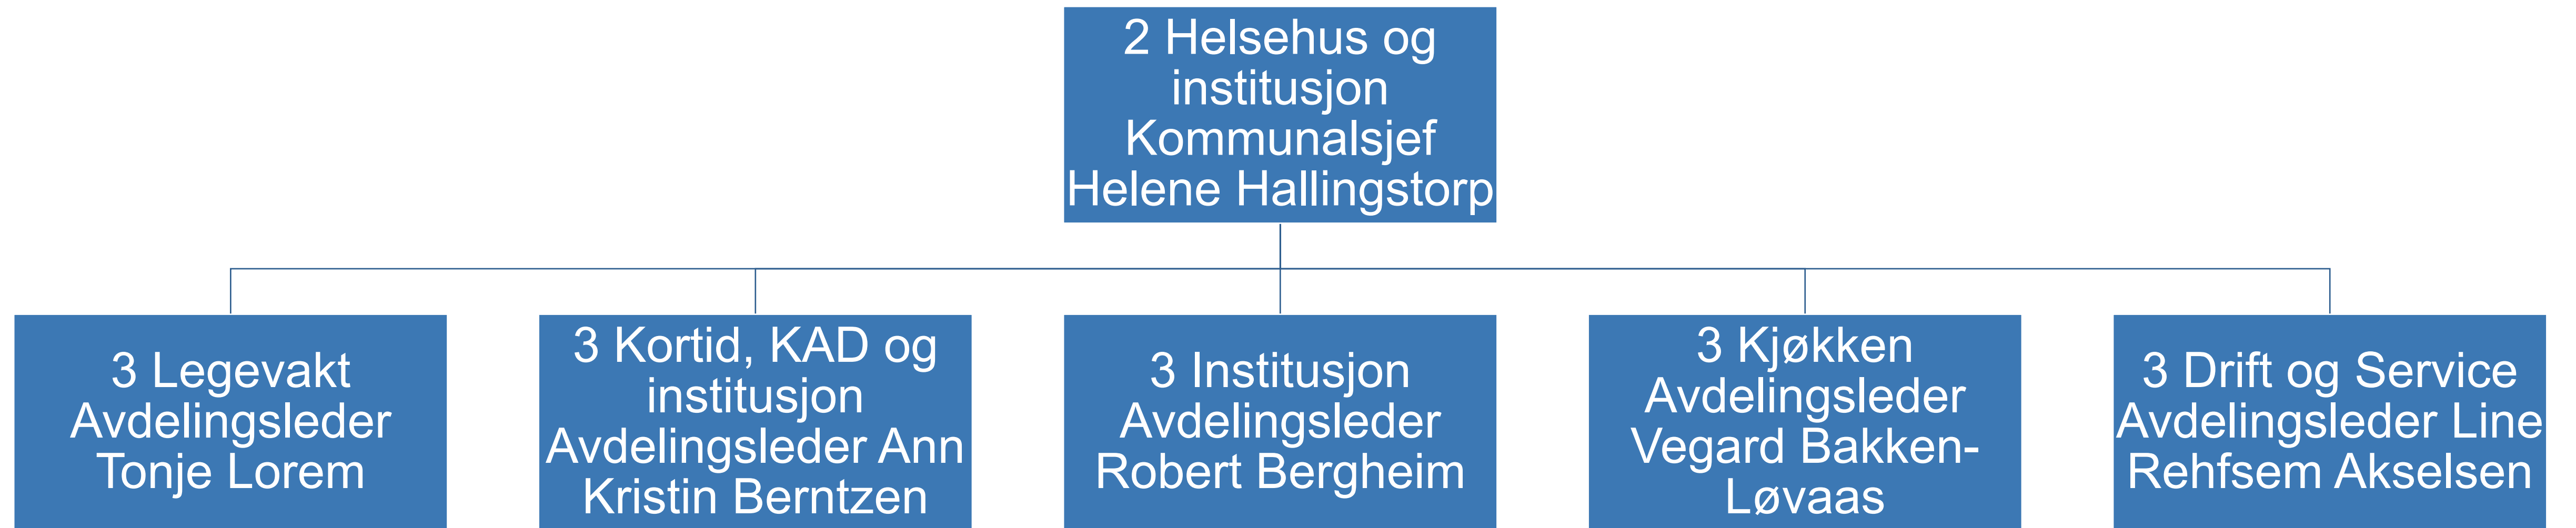 2 Helsehus og
institusjon
Kommunalsjef
Helene Hallingstorp
3 Legevakt
Avdelingsleder
Tonje Lorem
3 Kortid, KAD og
institusjon
Avdelingsleder Ann
Kristin Berntzen
3 Institusjon
Avdelingsleder
Robert Bergheim
3 Kjøkken
Avdelingsleder
Vegard Bakken-
Løvaas
3 Drift og Service
Avdelingsleder Line
Rehfsem Akselsen